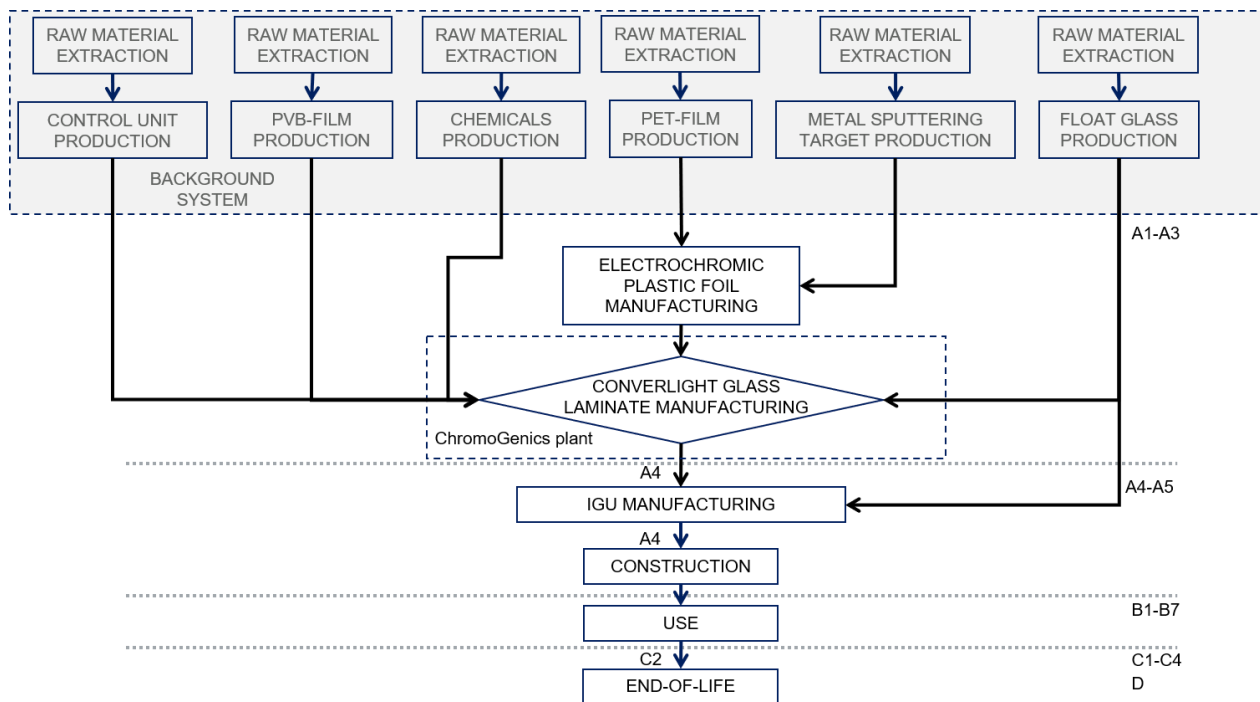 RAW MATERIAL
EXTRACTION
RAW MATERIAL
EXTRACTION
RAW MATERIAL
EXTRACTION
RAW MATERIAL
EXTRACTION
RAW MATERIAL
EXTRACTION
RAW MATERIAL
EXTRACTION
CONTROL UNIT
PRODUCTION
PVB-FILM
PRODUCTION
CHEMICALS
PRODUCTION
PET-FILM
PRODUCTION
METAL SPUTTERING
TARGET PRODUCTION
FLOAT GLASS
PRODUCTION
BACKGROUND
SYSTEM
A1-A3
ELECTROCHROMIC
PLASTIC FOIL
MANUFACTURING
CONVERLIGHT GLASS
LAMINATE MANUFACTURING
ChromoGenics plant
A4
A4-A5
IGU MANUFACTURING
A4
CONSTRUCTION
B1-B7
USE
C2
C1-C4
END-OF-LIFE
D